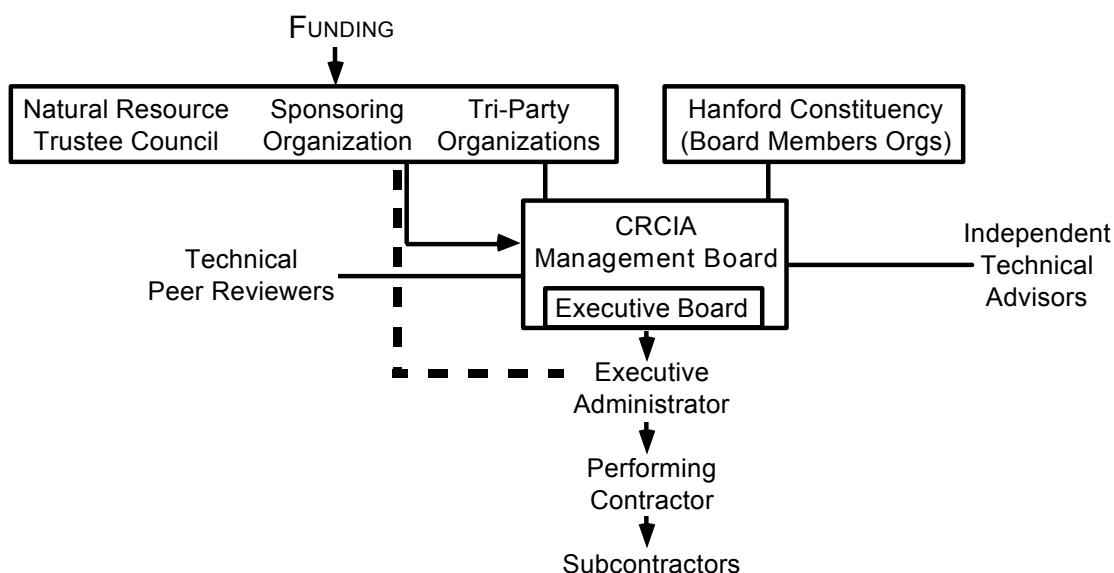 FUNDING
Natural Resource
Trustee Council
Sponsoring
Organization
Tri-Party
Organizations
Hanford Constituency
(Board Members Orgs)
CRCIA
Management Board
Executive Board
Technical
Peer Reviewers
Independent
Technical
Advisors
Executive
Administrator
Performing
Contractor
Subcontractors